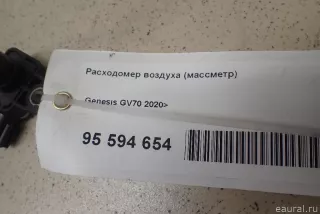 Расходомер воздуха (массметр)
Genesis GV70 2020>
95 594 654
eaural.ru